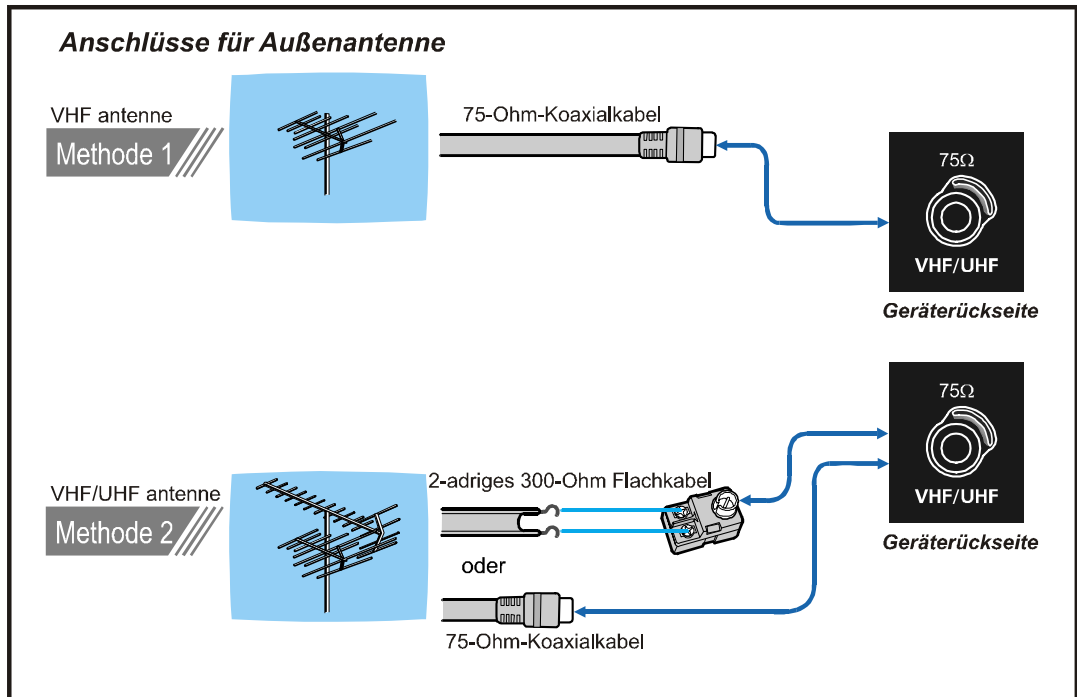 Anschlüsse für Außenantenne
VHF antenne
Methode 1
75-Ohm-Koaxialkabel
75Ω
VHF/UHF
Geräterückseite
VHF/UHF antenne
Methode 2
2-adriges 300-Ohm Flachkabel
oder
75-Ohm-Koaxialkabel
75Ω
VHF/UHF
Geräterückseite